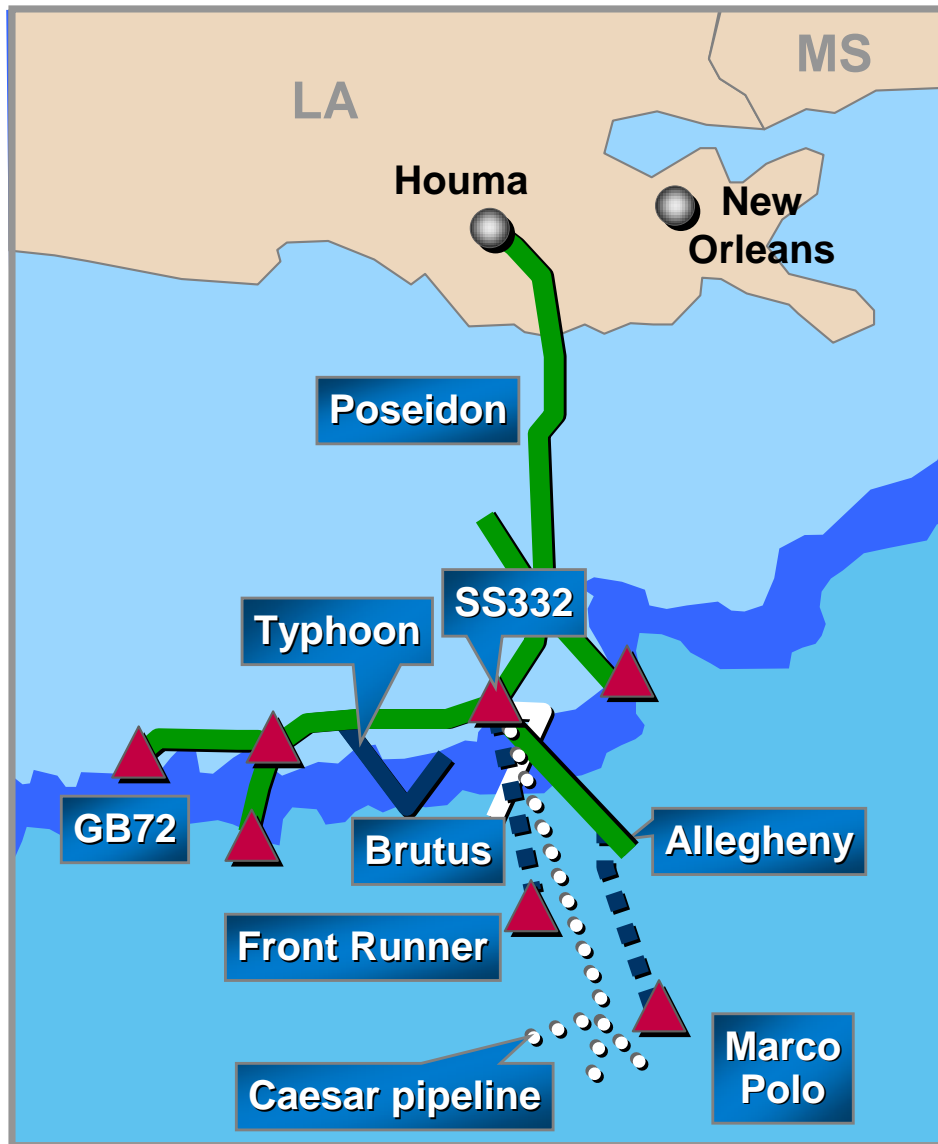 MS
LA
Houma
New
Orleans
Poseidon
SS332
Typhoon
GB72
Brutus
Allegheny
Front Runner
Marco
Polo
Caesar pipeline